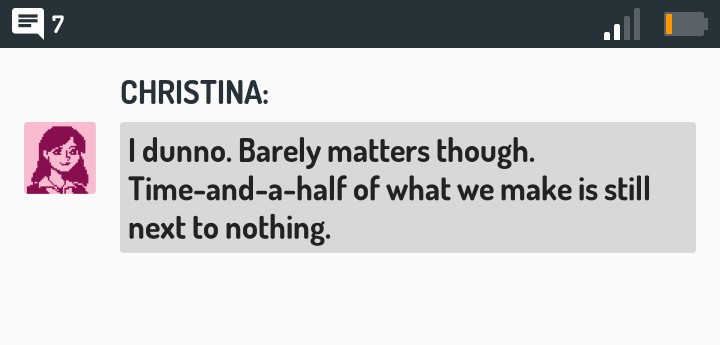 7
CHRISTINA:
I dunno. Barely matters though.
Time-and-a-half of what we make is still
next to nothing.